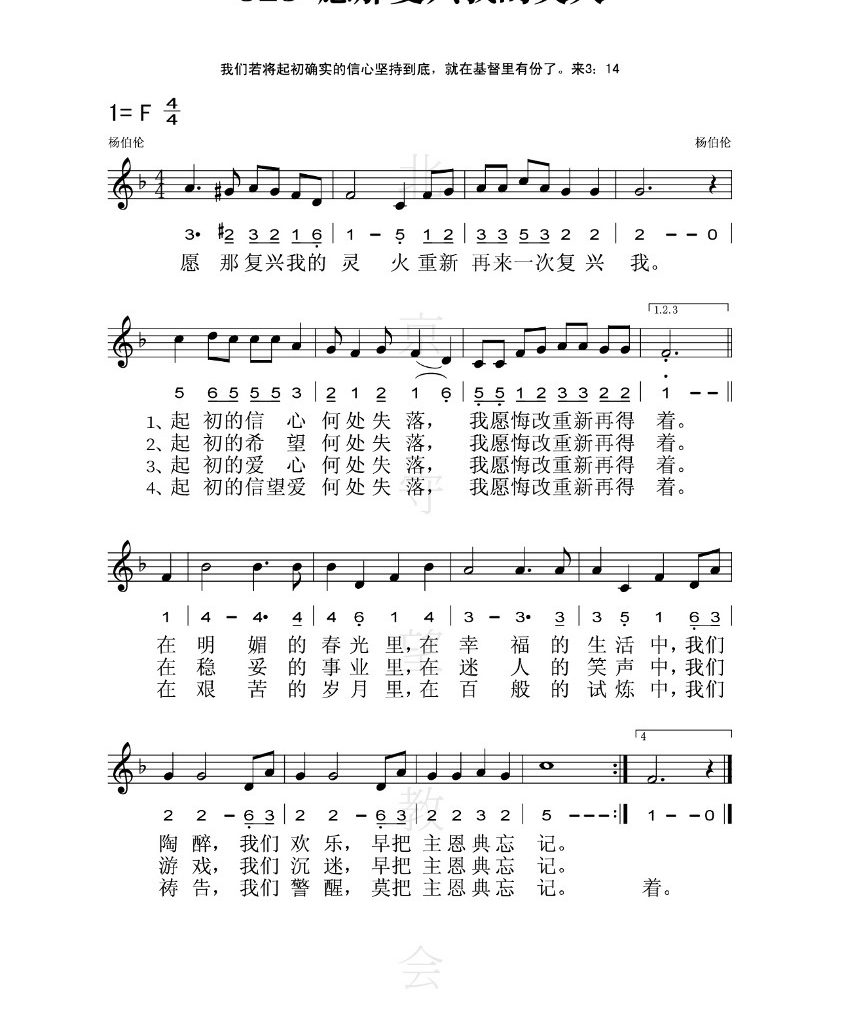 我们若将起初确实的信心坚持到底，就在基督里有份了。来3：14
1= F 4/4
杨伯伦 杨伯伦
3• #2 3 2 1 6 | 1 – 5 1 2 | 3 3 5 3 2 2 | 2 – – 0 |
愿 那复兴我的 灵 火重新 再来一次复兴 我。
1.2.3
5 6 5 5 5 3 | 2 1 2 1 6 | 5 5 1 2 3 3 2 2 | 1 – – ||
1、起 初的信 心 何处失 落， 我愿悔改重新再得 着。
2、起 初的希 望 何处失 落， 我愿悔改重新再得 着。
3、起 初的爱 心 何处失 落， 我愿悔改重新再得 着。
4、起 初的信望爱 何处失 落， 我愿悔改重新再得 着。
1 | 4 – 4• 4 | 4 6 1 4 | 3 – 3• 3 | 3 5 1 6 3
在 明 媚 的 春光里，在 幸 福 的 生活中，我们
在 稳 妥 的 事业里，在 迷 人 的 笑声中，我们
在 艰 苦 的 岁月里，在 百 般 的 试炼中，我们
4
2 2 – 6 3 | 2 2 – 6 3 | 2 2 3 2 | 5 – – – :|| 1 – – 0 ||
陶 醉， 我们 欢 乐， 早把 主恩典忘 记。
游 戏， 我们 沉 迷， 早把 主恩典忘 记。
祷 告， 我们 警 醒， 莫把 主恩典忘 记。 着。
北京守望教会